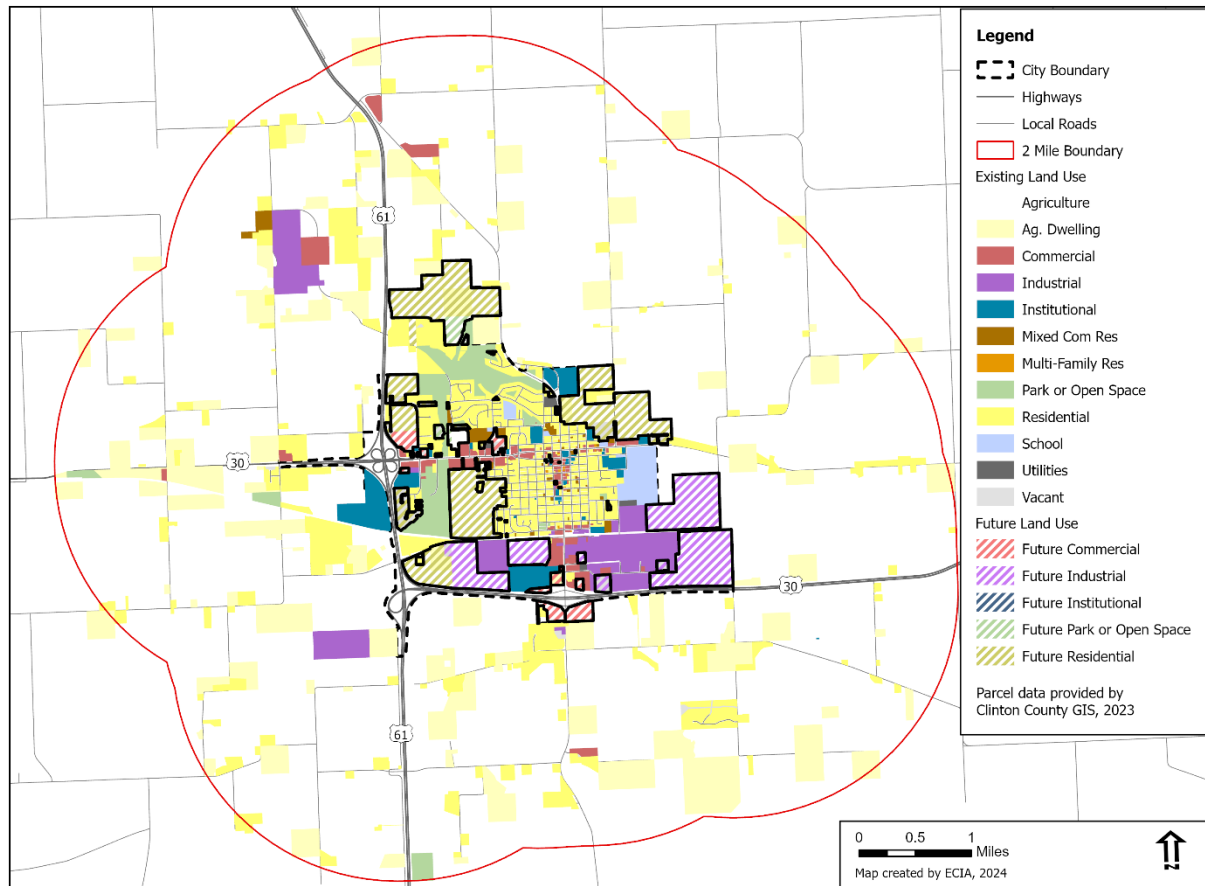 Legend
City Boundary
Highways
Local Roads
2 Mile Boundary
Existing Land Use
Agriculture
Ag. Dwelling
Commercial
Industrial
Institutional
Mixed Com Res
Multi-Family Res
Park or Open Space
Residential
School
Utilities
Vacant
Future Land Use
Future Commercial
Future Industrial
Future Institutional
Future Park or Open Space
Future Residential
Parcel data provided by
Clinton County GIS, 2023
61
30
30
61
0 0.5 1
Miles
Map created by ECIA, 2024
N